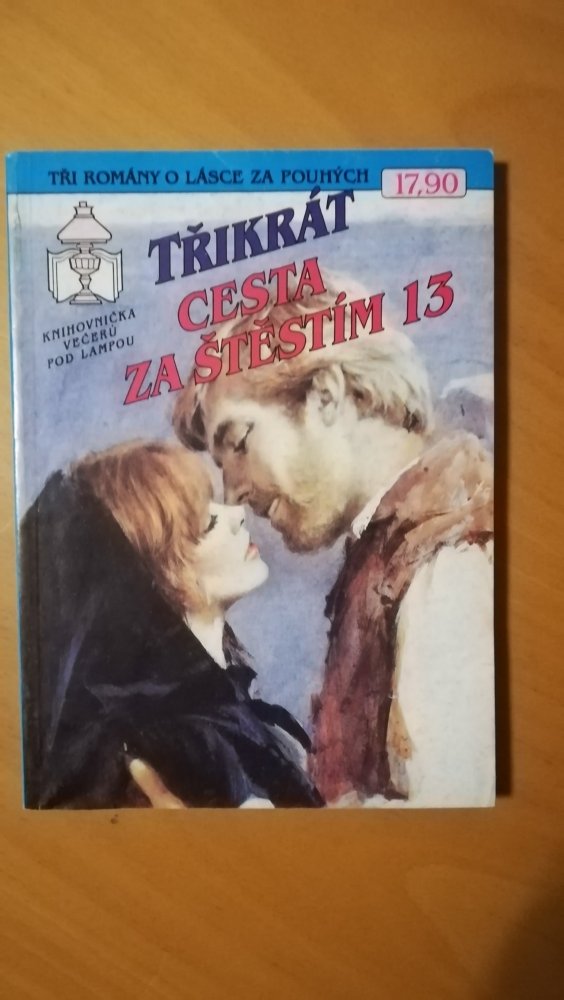 TŘI ROMÁNY O LÁSCE ZA POUHÝCH 17,90
TŘIKRÁT
CESTA
ZA ŠTĚSTÍM 13
KNIHOVNIČKA
VEČERŮ
POD LAMPOU